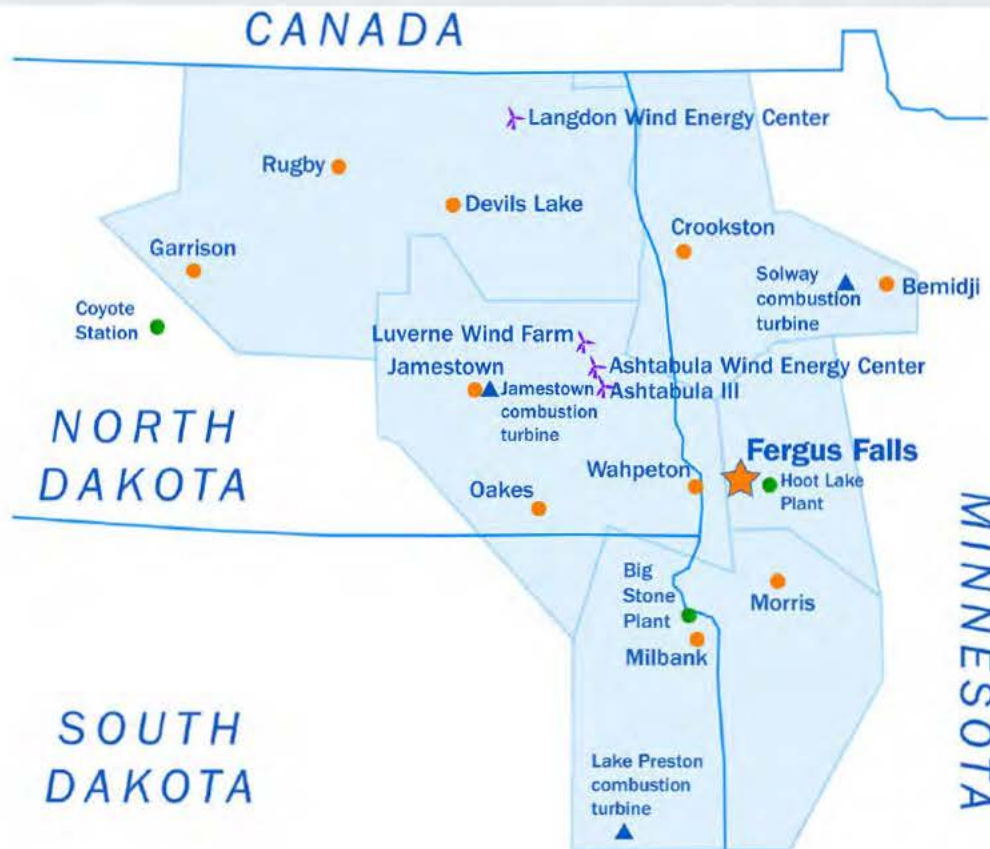 CANADA
Langdon Wind Energy Center
Rugby
Devils Lake
Crookston
Garrison
Solway
combustion
turbine
Bemidji
Coyote
Station
Luverne Wind Farm
Ashtabula Wind Energy Center
Jamestown
Ashtabula III
Jamestown
combustion
turbine
NORTH
DAKOTA
Fergus Falls
Wahpeton
Hoot Lake
Plant
Oakes
MINNESOTA
Big
Stone
Plant
Morris
Milbank
SOUTH
DAKOTA
Lake Preston
combustion
turbine